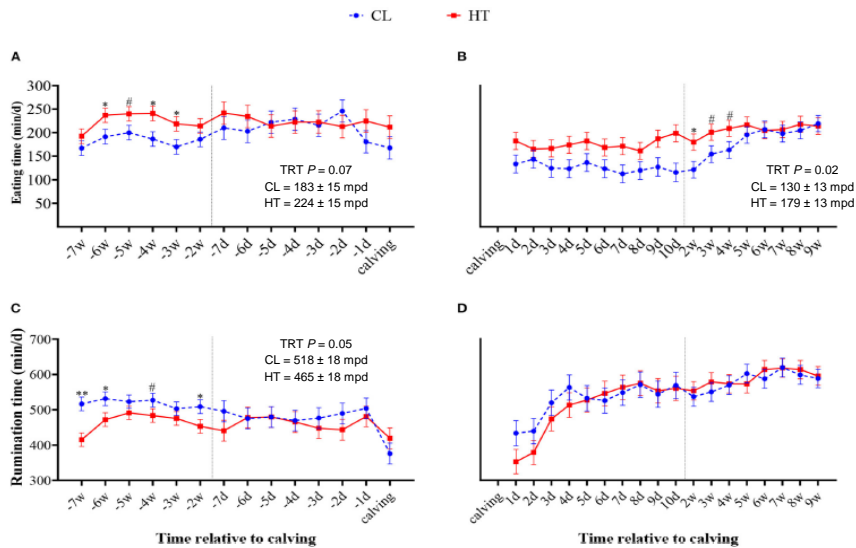 CL HT
A
Eating time (min/d)
300
250
200
150
100
50
* # * *
TRT P = 0.07
CL = 183 ± 15 mpd
HT = 224 ± 15 mpd
-7w -6w -5w -4w -3w -2w -7d -6d -5d -4d -3d -2d -1d calving
B
* # #
TRT P = 0.02
CL = 130 ± 13 mpd
HT = 179 ± 13 mpd
calving 1d 2d 3d 4d 5d 6d 7d 8d 9d 10d 2w 3w 4w 5w 6w 7w 8w 9w
C
Rumination time (min/d)
700
600
500
400
300
** * # *
TRT P = 0.05
CL = 518 ± 18 mpd
HT = 465 ± 18 mpd
-7w -6w -5w -4w -3w -2w -7d -6d -5d -4d -3d -2d -1d calving
Time relative to calving
D
calving 1d 2d 3d 4d 5d 6d 7d 8d 9d 10d 2w 3w 4w 5w 6w 7w 8w 9w
Time relative to calving